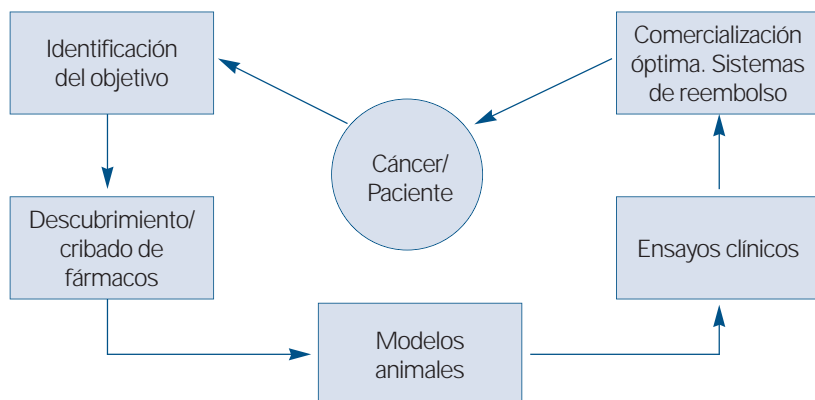 Identificación
del objetivo
Comercialización
óptima. Sistemas
de reembolso
Cáncer/
Paciente
Descubrimiento/
cribado de
fármacos
Ensayos clínicos
Modelos
animales